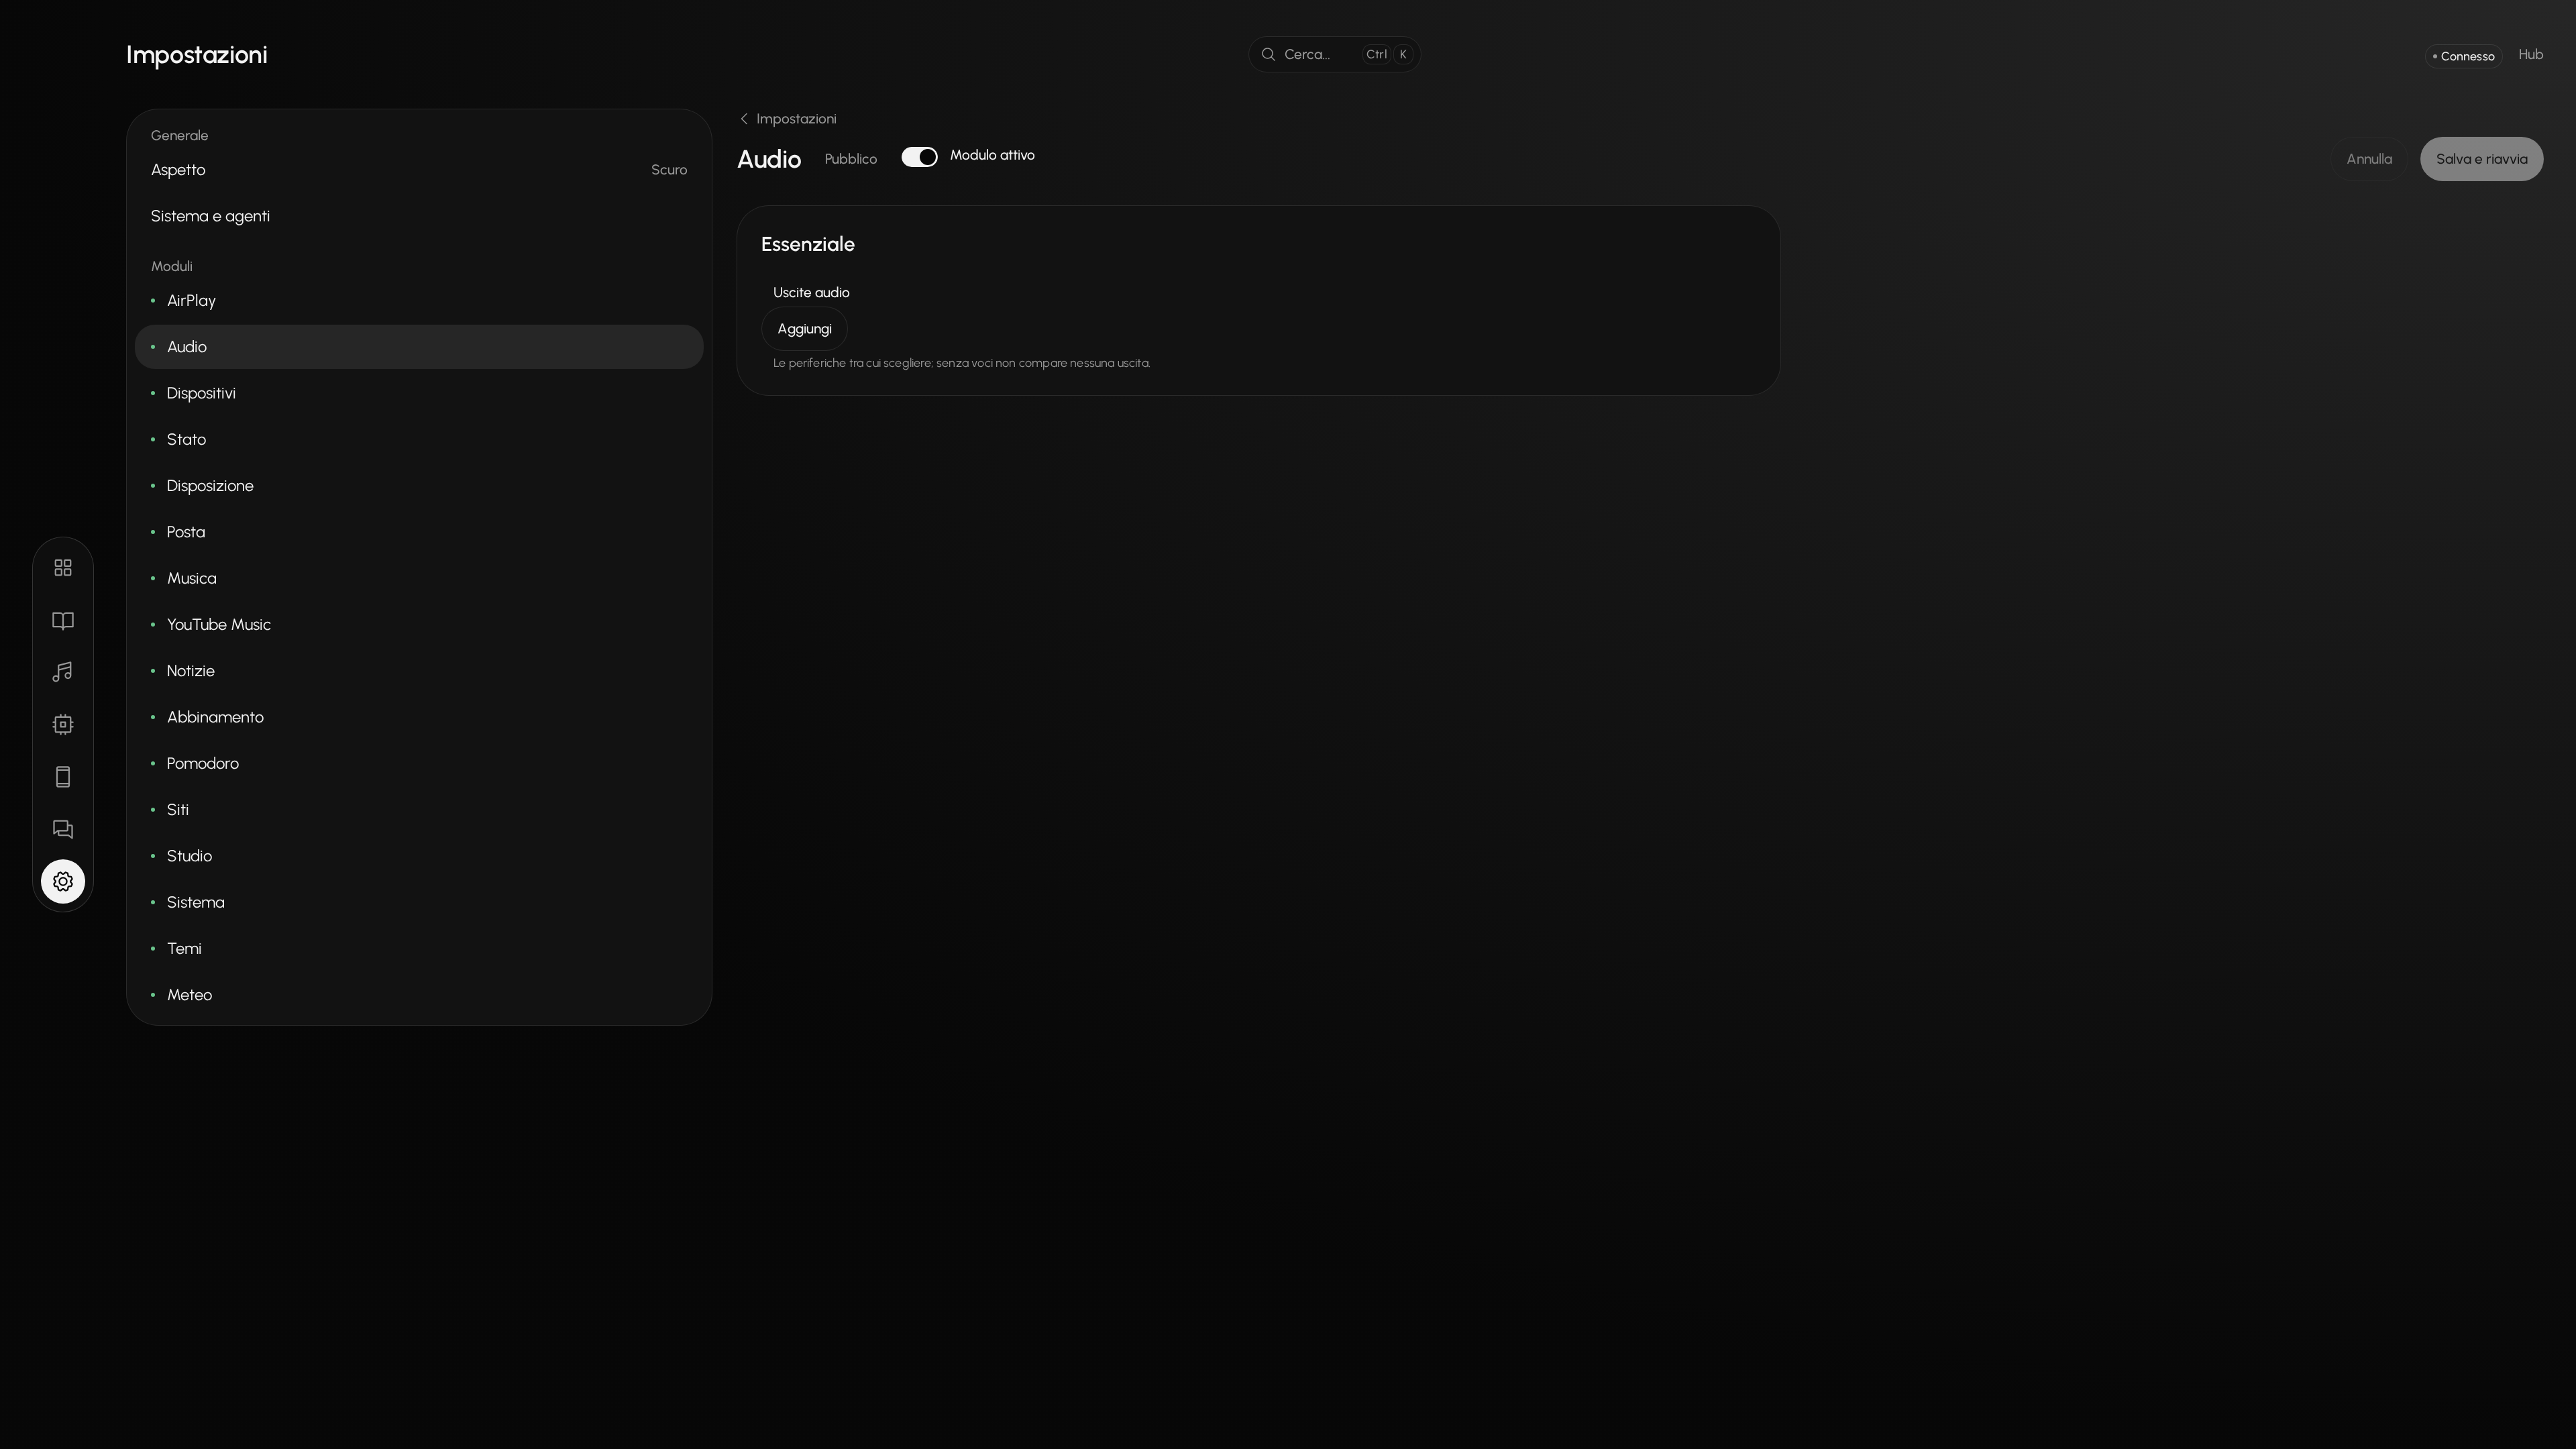 Impostazioni
Cerca...
Ctrl
K
Connesso
Hub
Generale
Aspetto
Scuro
Sistema e agenti
Moduli
AirPlay
Audio
Dispositivi
Stato
Disposizione
Posta
Musica
YouTube Music
Notizie
Abbinamento
Pomodoro
Siti
Studio
Sistema
Temi
Meteo
Impostazioni
Audio
Pubblico
Modulo attivo
Annulla
Salva e riavvia
Essenziale
Uscite audio
Aggiungi
Le periferiche tra cui scegliere; senza voci non compare nessuna uscita.